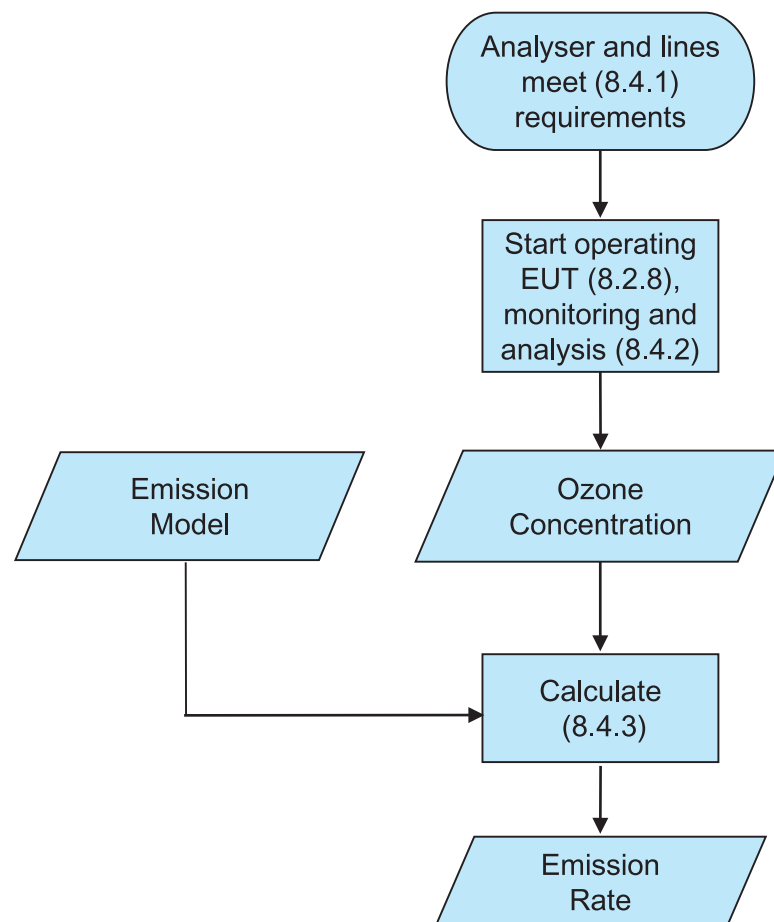 Analyser and lines
meet (8.4.1)
requirements
Start operating
EUT (8.2.8),
monitoring and
analysis (8.4.2)
Emission
Model
Ozone
Concentration
Calculate
(8.4.3)
Emission
Rate